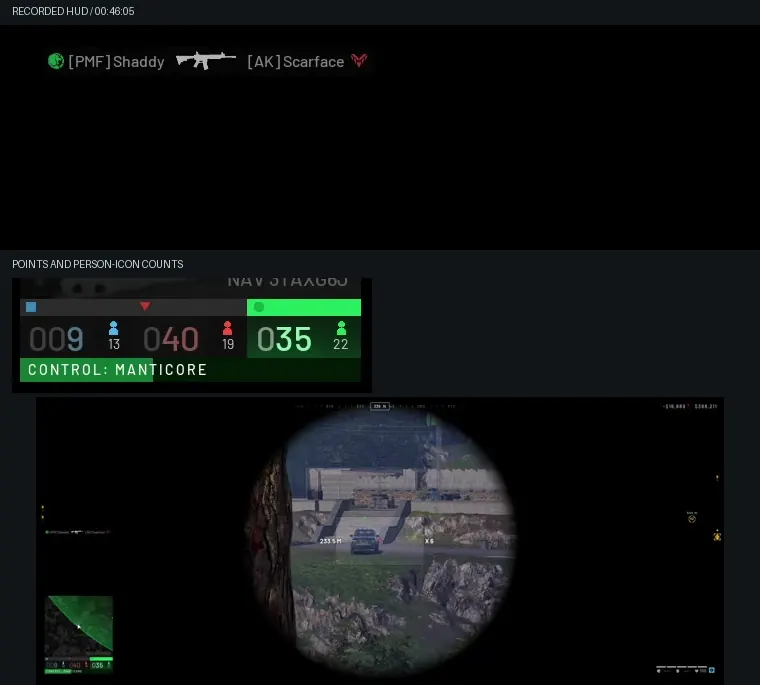 RECORDED HUD / 00:46:05
[PMF] Shaddy [AK] Scarface
POINTS AND PERSON-ICON COUNTS
009 13 040 19 035 22
CONTROL: MANTICORE
233.5 M X 6